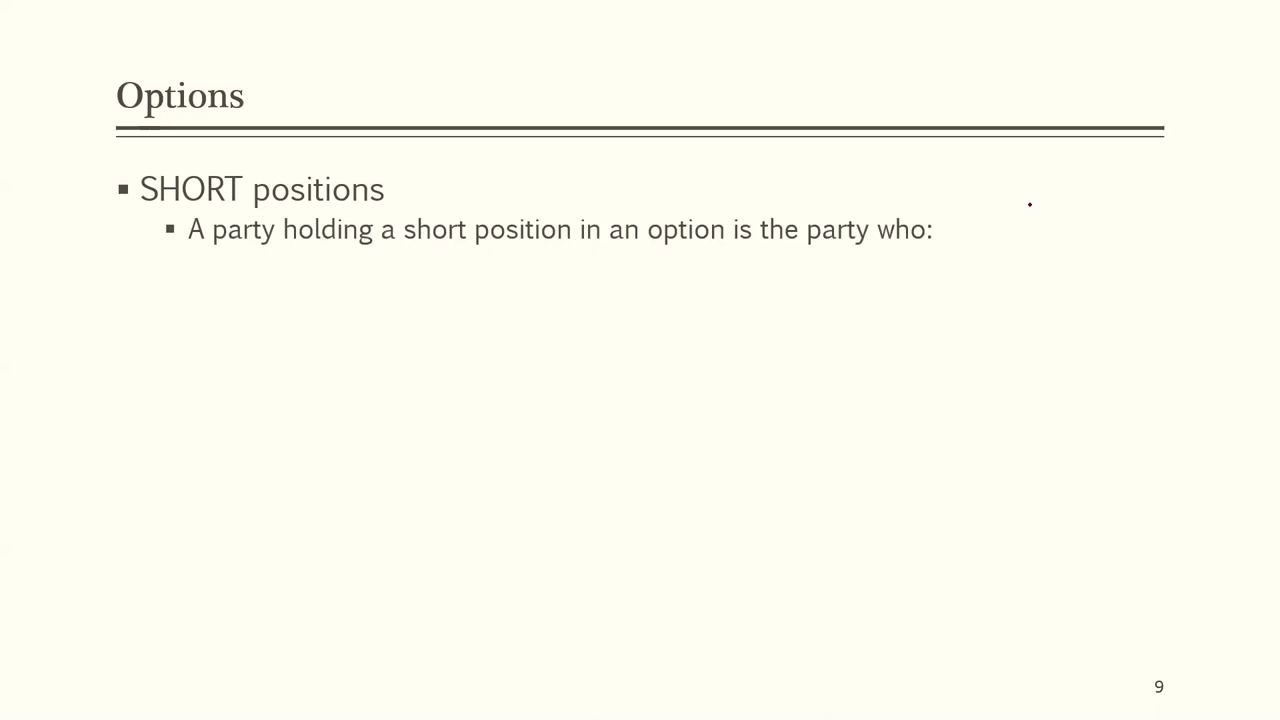 Options
SHORT positions
A party holding a short position in an option is the party who:
9